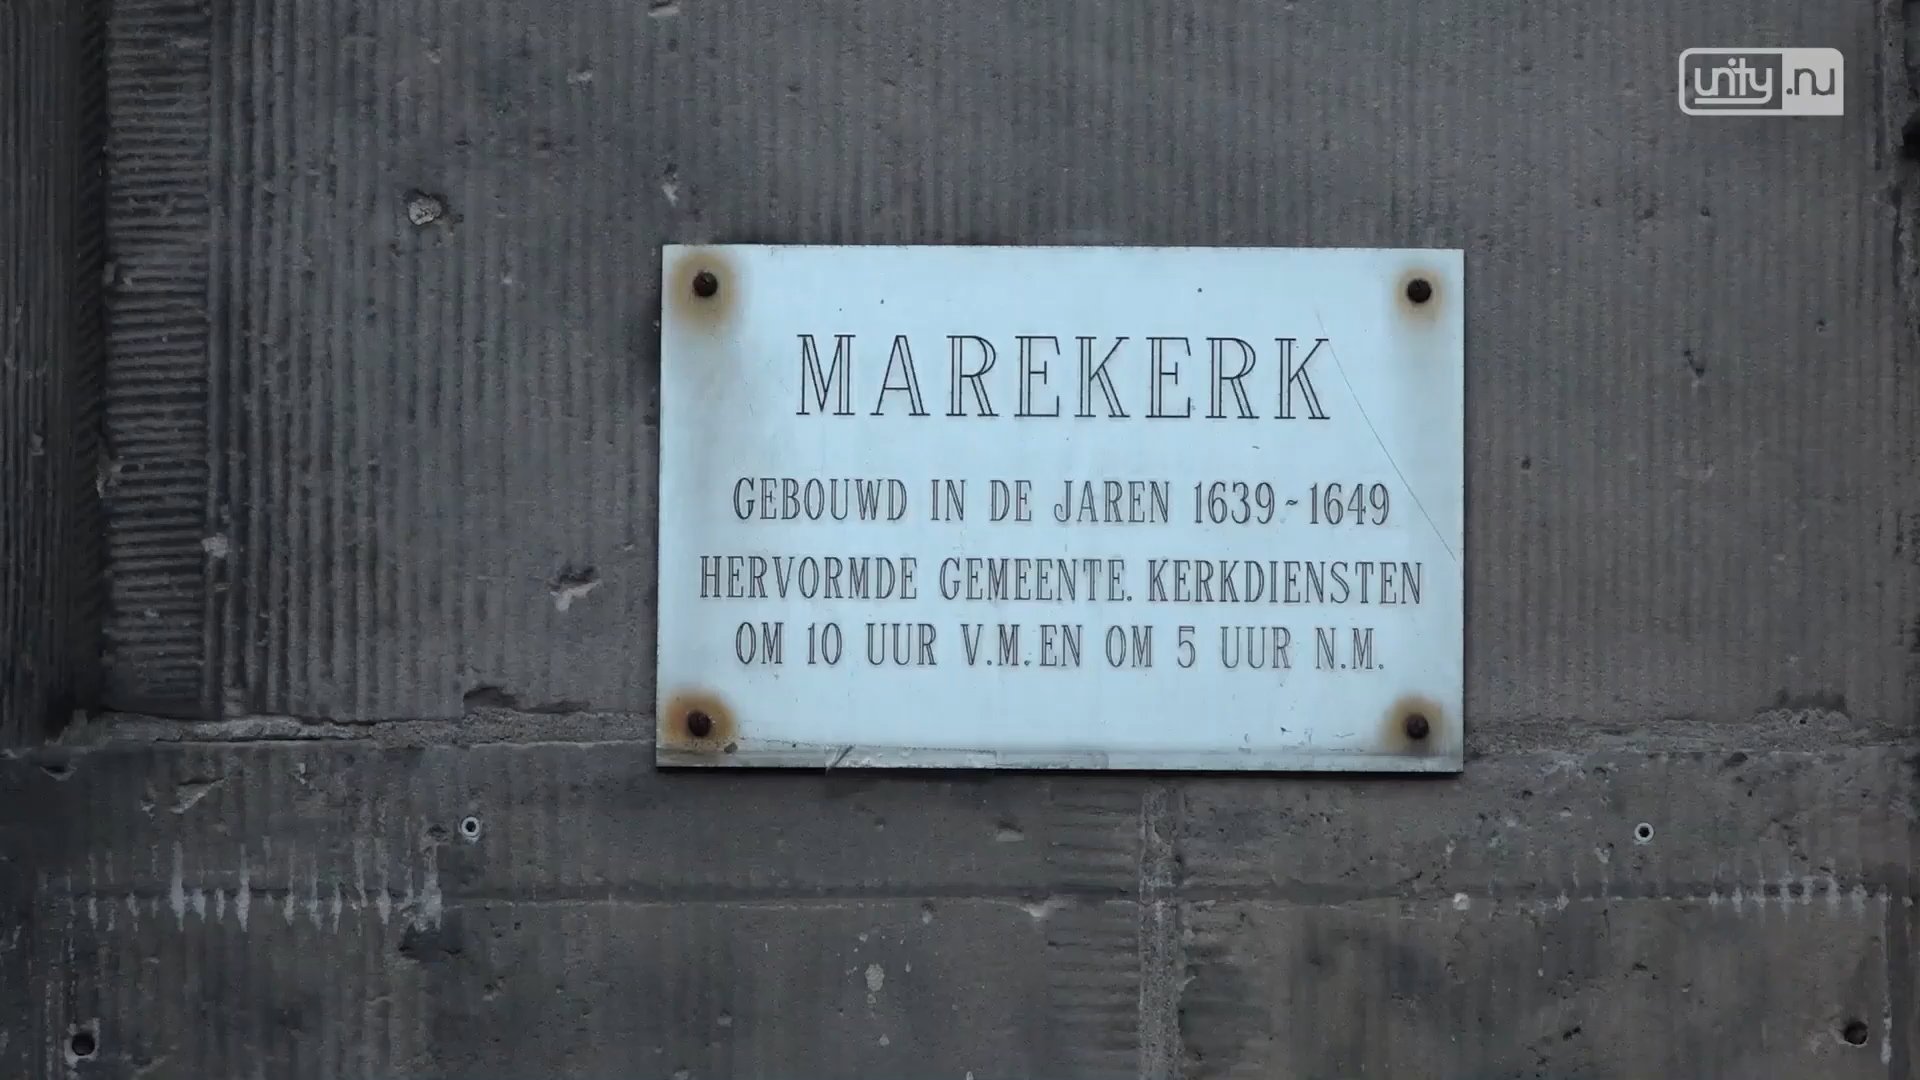 unity.nu
MAREKERK
GEBOUWD IN DE JAREN 1639~1649
HERVORMDE GEMEENTE. KERKDIENSTEN
OM 10 UUR V.M. EN OM 5 UUR N.M.